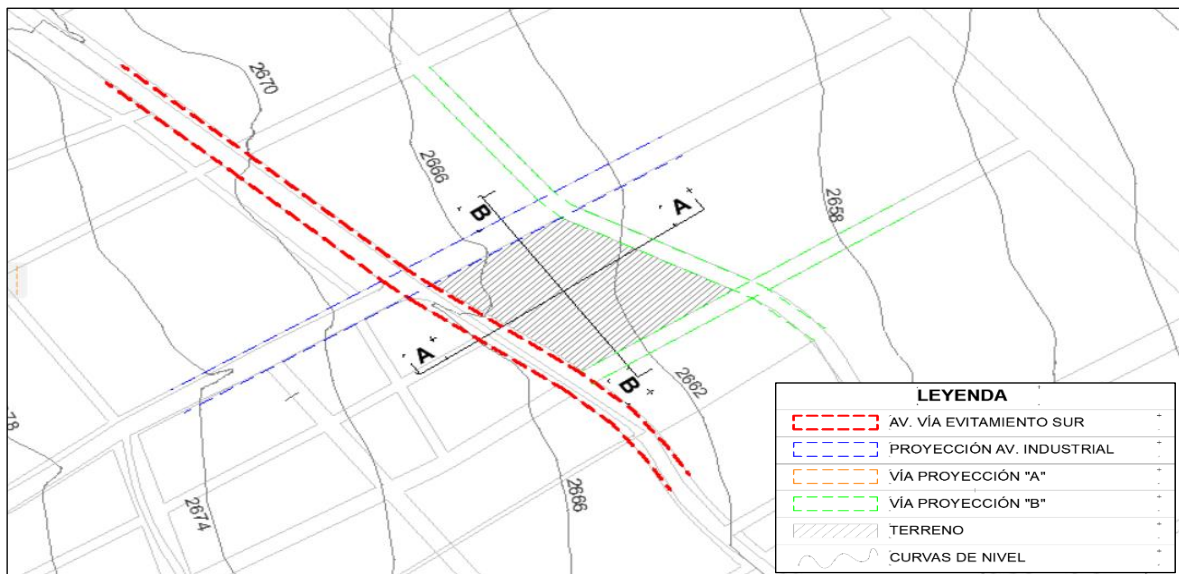 2670
2666
B
A
2658
A
B
2662
78
2674
2666
LEYENDA
AV. VÍA EVITAMIENTO SUR
PROYECCIÓN AV. INDUSTRIAL
VÍA PROYECCIÓN "A"
VÍA PROYECCIÓN "B"
TERRENO
CURVAS DE NIVEL